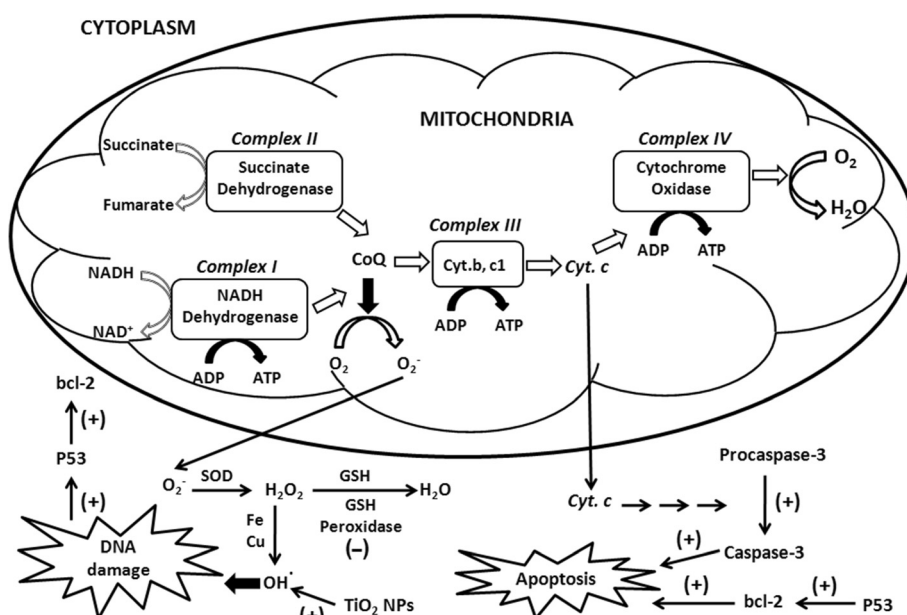 CYTOPLASM
MITOCHONDRIA
Complex II
Succinate
Succinate
Dehydrogenase
Fumarate
Complex IV
Cytochrome
Oxidase
O₂
H₂O
ADP
ATP
Complex III
CoQ
Cyt.b, c1
Cyt. c
ADP
ATP
Complex I
NADH
NADH
Dehydrogenase
NAD⁺
ADP
ATP
O₂
O₂⁻
bcl-2
(+)
P53
(+)
DNA
damage
O₂⁻
SOD
H₂O₂
GSH
GSH
Peroxidase
(−)
H₂O
Fe
Cu
OH·
TiO₂ NPs
(+)
Cyt. c
Procaspase-3
(+)
Caspase-3
(+)
Apoptosis
(+)
bcl-2
(+)
P53